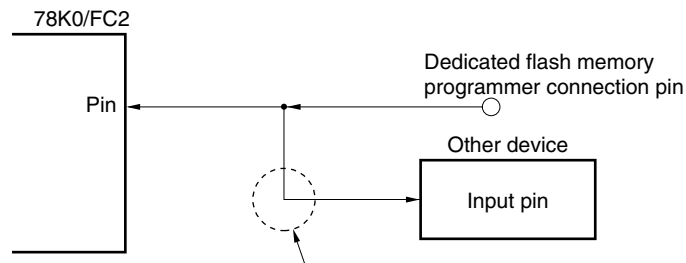 78K0/FC2
Pin
Dedicated flash memory
programmer connection pin
Other device
Input pin